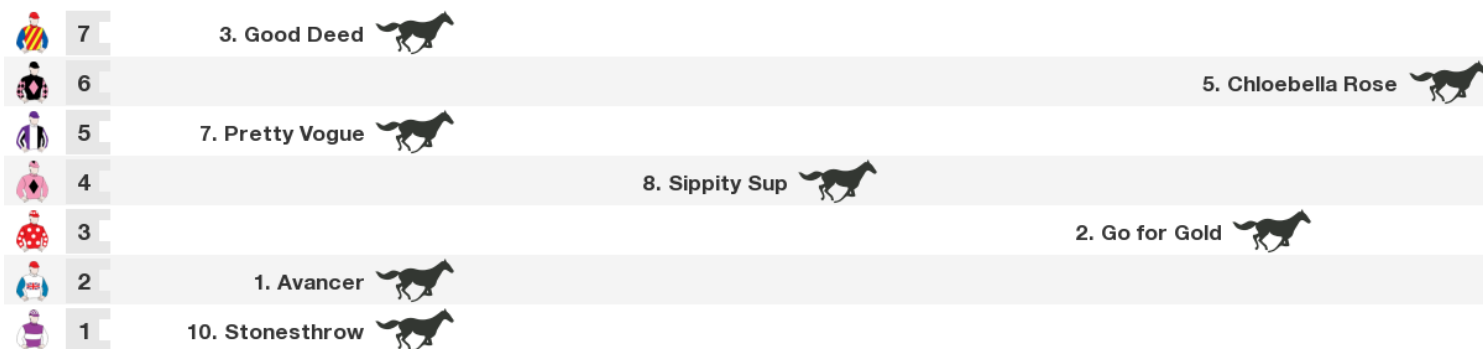 7 3. Good Deed
6 5. Chloebella Rose
5 7. Pretty Vogue
4 8. Sippity Sup
3 2. Go for Gold
2 1. Avancer
1 10. Stonesthrow